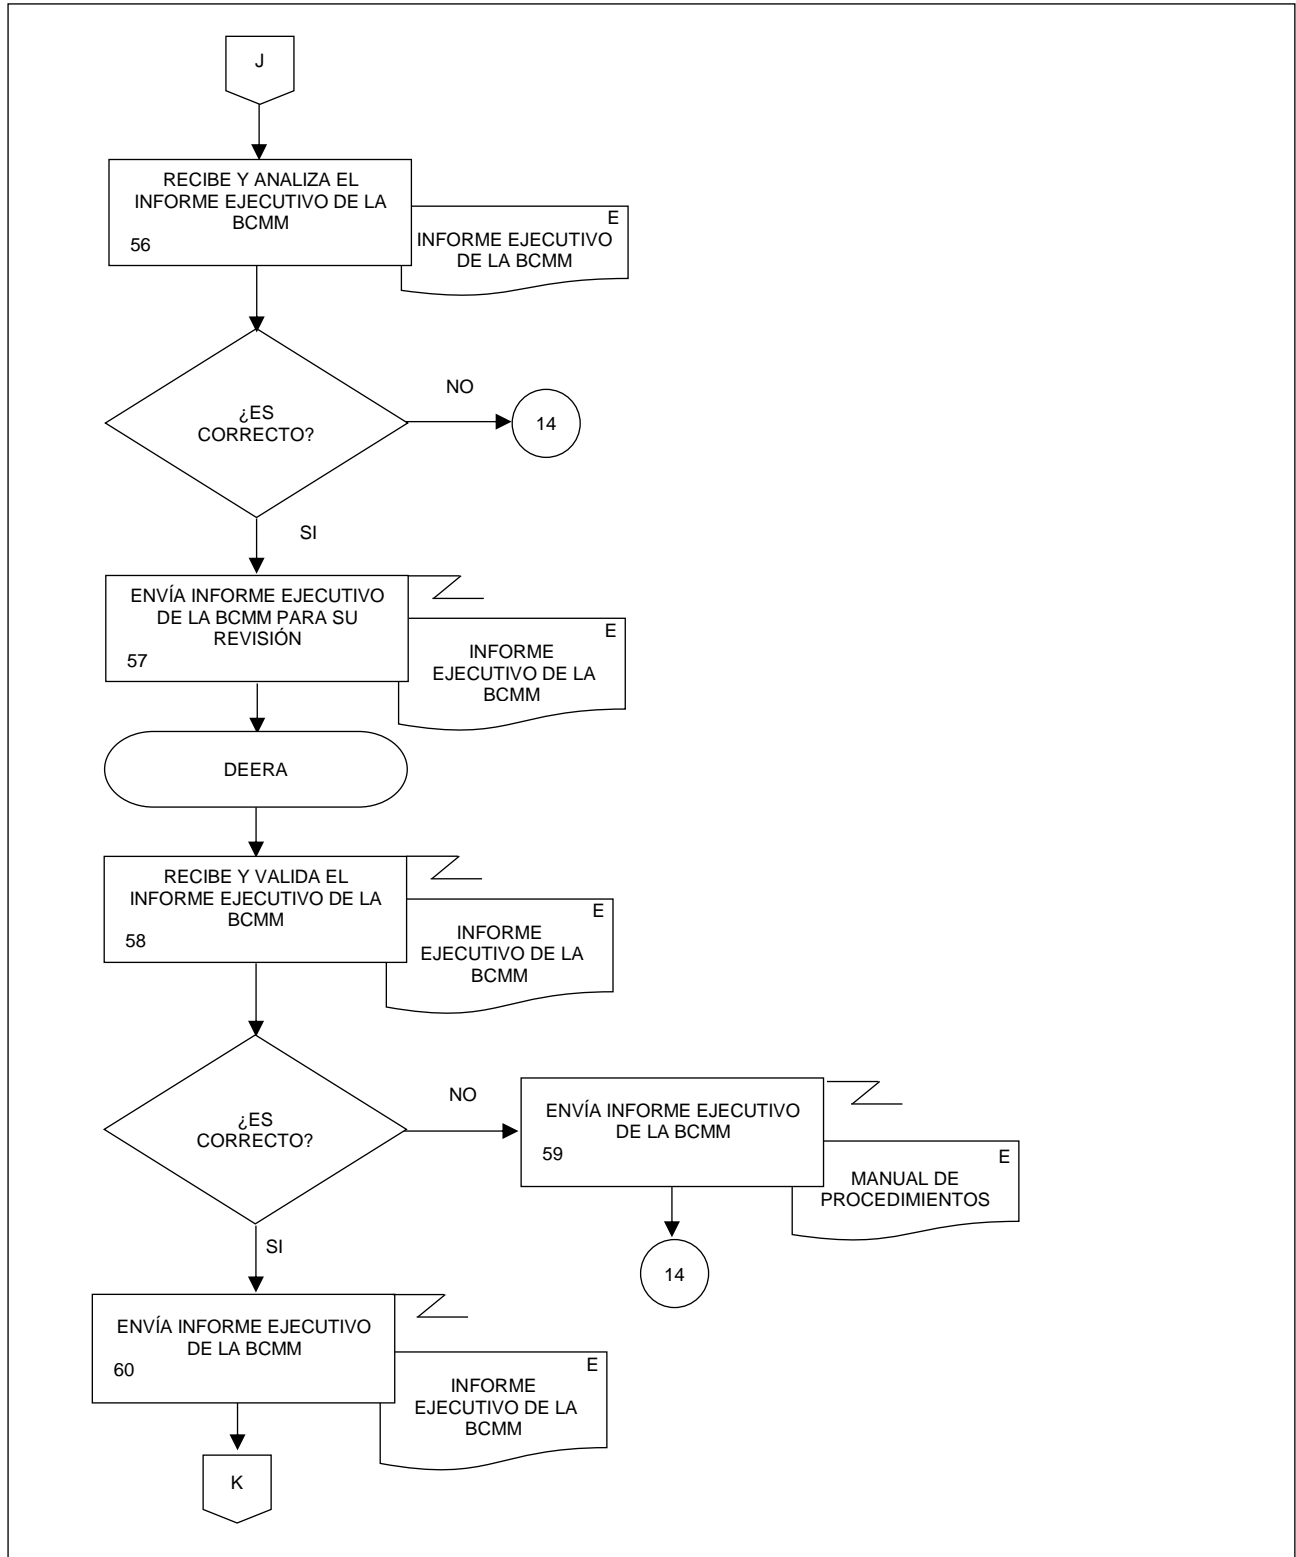 J
RECIBE Y ANALIZA EL
INFORME EJECUTIVO DE LA
BCMM
56
E
INFORME EJECUTIVO
DE LA BCMM
¿ES
CORRECTO?
NO
14
SI
ENVÍA INFORME EJECUTIVO
DE LA BCMM PARA SU
REVISIÓN
57
E
INFORME
EJECUTIVO DE LA
BCMM
DEERA
RECIBE Y VALIDA EL
INFORME EJECUTIVO DE LA
BCMM
58
E
INFORME
EJECUTIVO DE LA
BCMM
¿ES
CORRECTO?
NO
ENVÍA INFORME EJECUTIVO
DE LA BCMM
59
E
MANUAL DE
PROCEDIMIENTOS
14
SI
ENVÍA INFORME EJECUTIVO
DE LA BCMM
60
E
INFORME
EJECUTIVO DE LA
BCMM
K